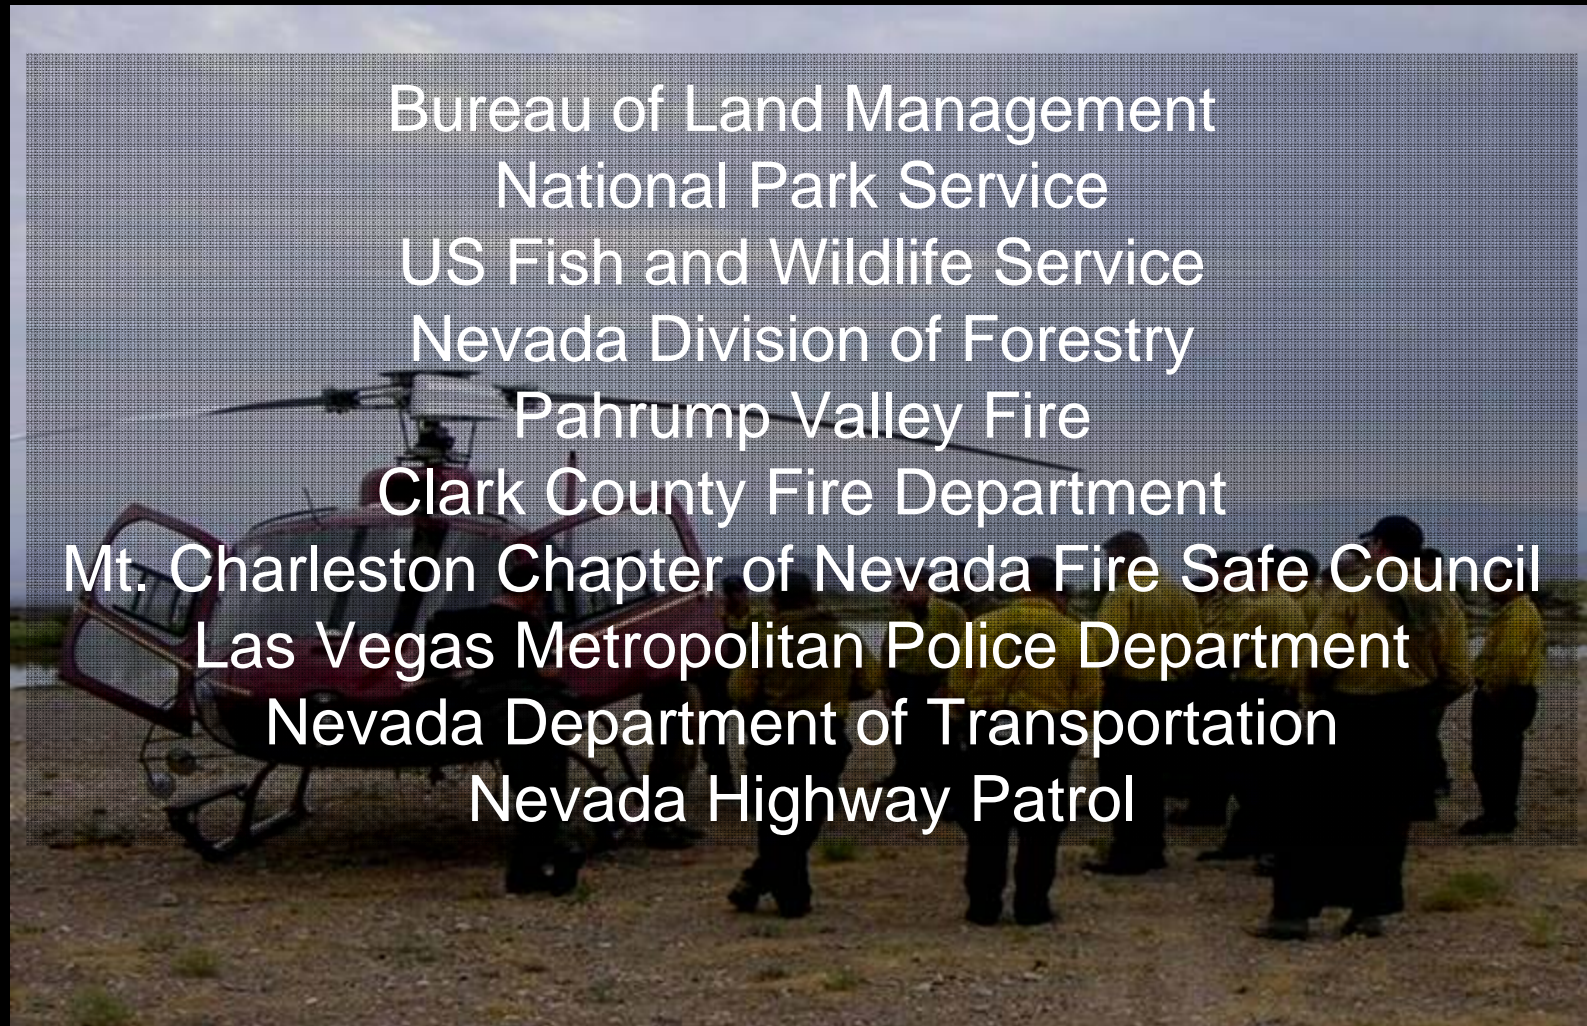 Bureau of Land Management
National Park Service
US Fish and Wildlife Service
Nevada Division of Forestry
Pahrump Valley Fire
Clark County Fire Department
Mt. Charleston Chapter of Nevada Fire Safe Council
Las Vegas Metropolitan Police Department
Nevada Department of Transportation
Nevada Highway Patrol